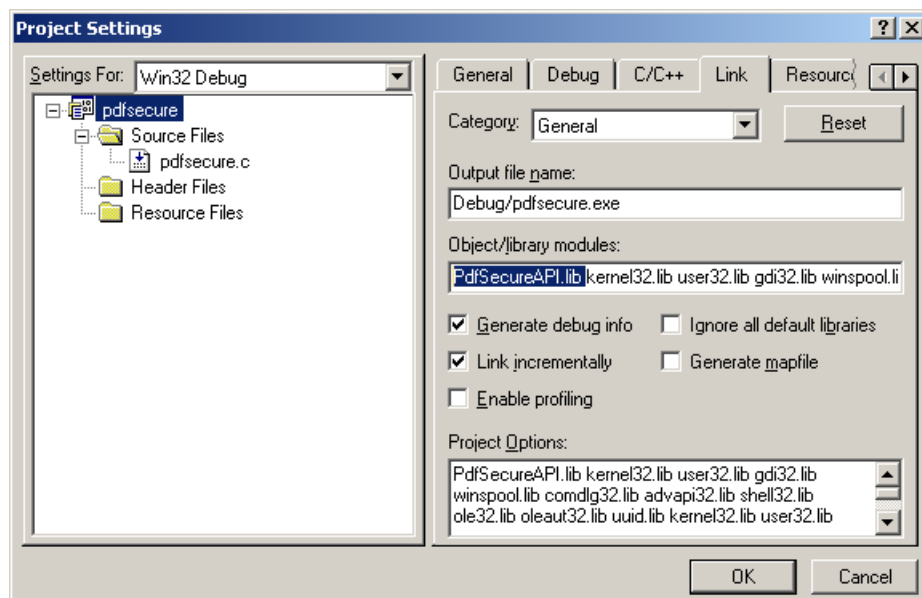 Project Settings
Settings For: Win32 Debug
pdfsecure
Source Files
pdfsecure.c
Header Files
Resource Files
General Debug C/C++ Link Resourc
Category: General Reset
Output file name:
Debug/pdfsecure.exe
Object/library modules:
PdfSecureAPI.lib kernel32.lib user32.lib gdi32.lib winspool.li
Generate debug info Ignore all default libraries
Link incrementally Generate mapfile
Enable profiling
Project Options:
PdfSecureAPI.lib kernel32.lib user32.lib gdi32.lib
winspool.lib comdlg32.lib advapi32.lib shell32.lib
ole32.lib oleaut32.lib uuid.lib kernel32.lib user32.lib
OK Cancel